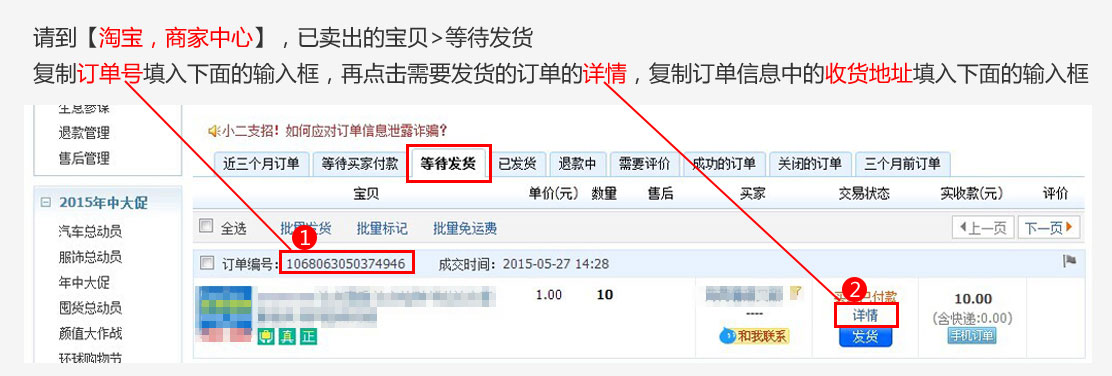 请到【淘宝，商家中心】，已卖出的宝贝>等待发货
复制订单号填入下面的输入框，再点击需要发货的订单的详情，复制订单信息中的收货地址填入下面的输入框
生意参谋
退款管理
售后管理
2015年中大促
汽车总动员
服饰总动员
年中大促
囤货总动员
颜值大作战
环球购物节
小二支招！如何应对订单信息泄露诈骗？
近三个月订单 等待买家付款 等待发货 已发货 退款中 需要评价 成功的订单 关闭的订单 三个月前订单
宝贝 单价(元) 数量 售后 买家 交易状态 实收款(元) 评价
全选 批量发货 批量标记 批量免运费 上一页 下一页
1
订单编号: 1068063050374946 成交时间: 2015-05-27 14:28
1.00 10 ---- 和我联系
真 正
2
买家已付款
详情
发货
10.00
(含快递:0.00)
手机订单